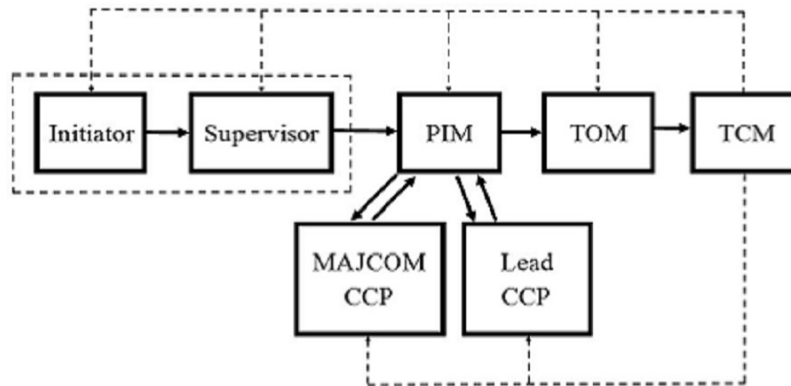 Initiator
Supervisor
PIM
TOM
TCM
MAJCOM
CCP
Lead
CCP